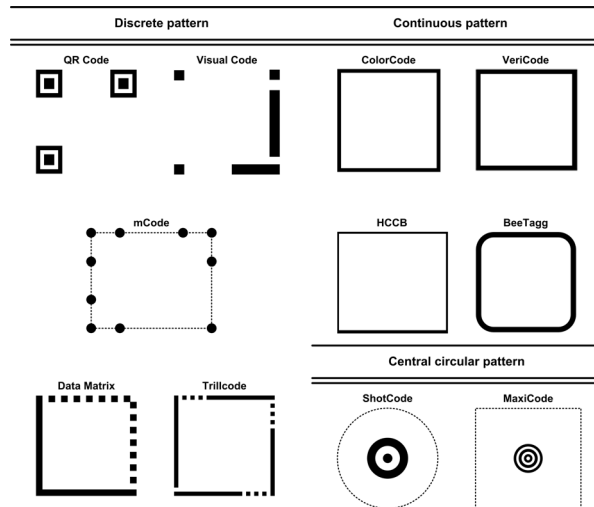 Discrete pattern
Continuous pattern
QR Code
Visual Code
ColorCode
VeriCode
mCode
HCCB
BeeTagg
Central circular pattern
Data Matrix
Trillcode
ShotCode
MaxiCode